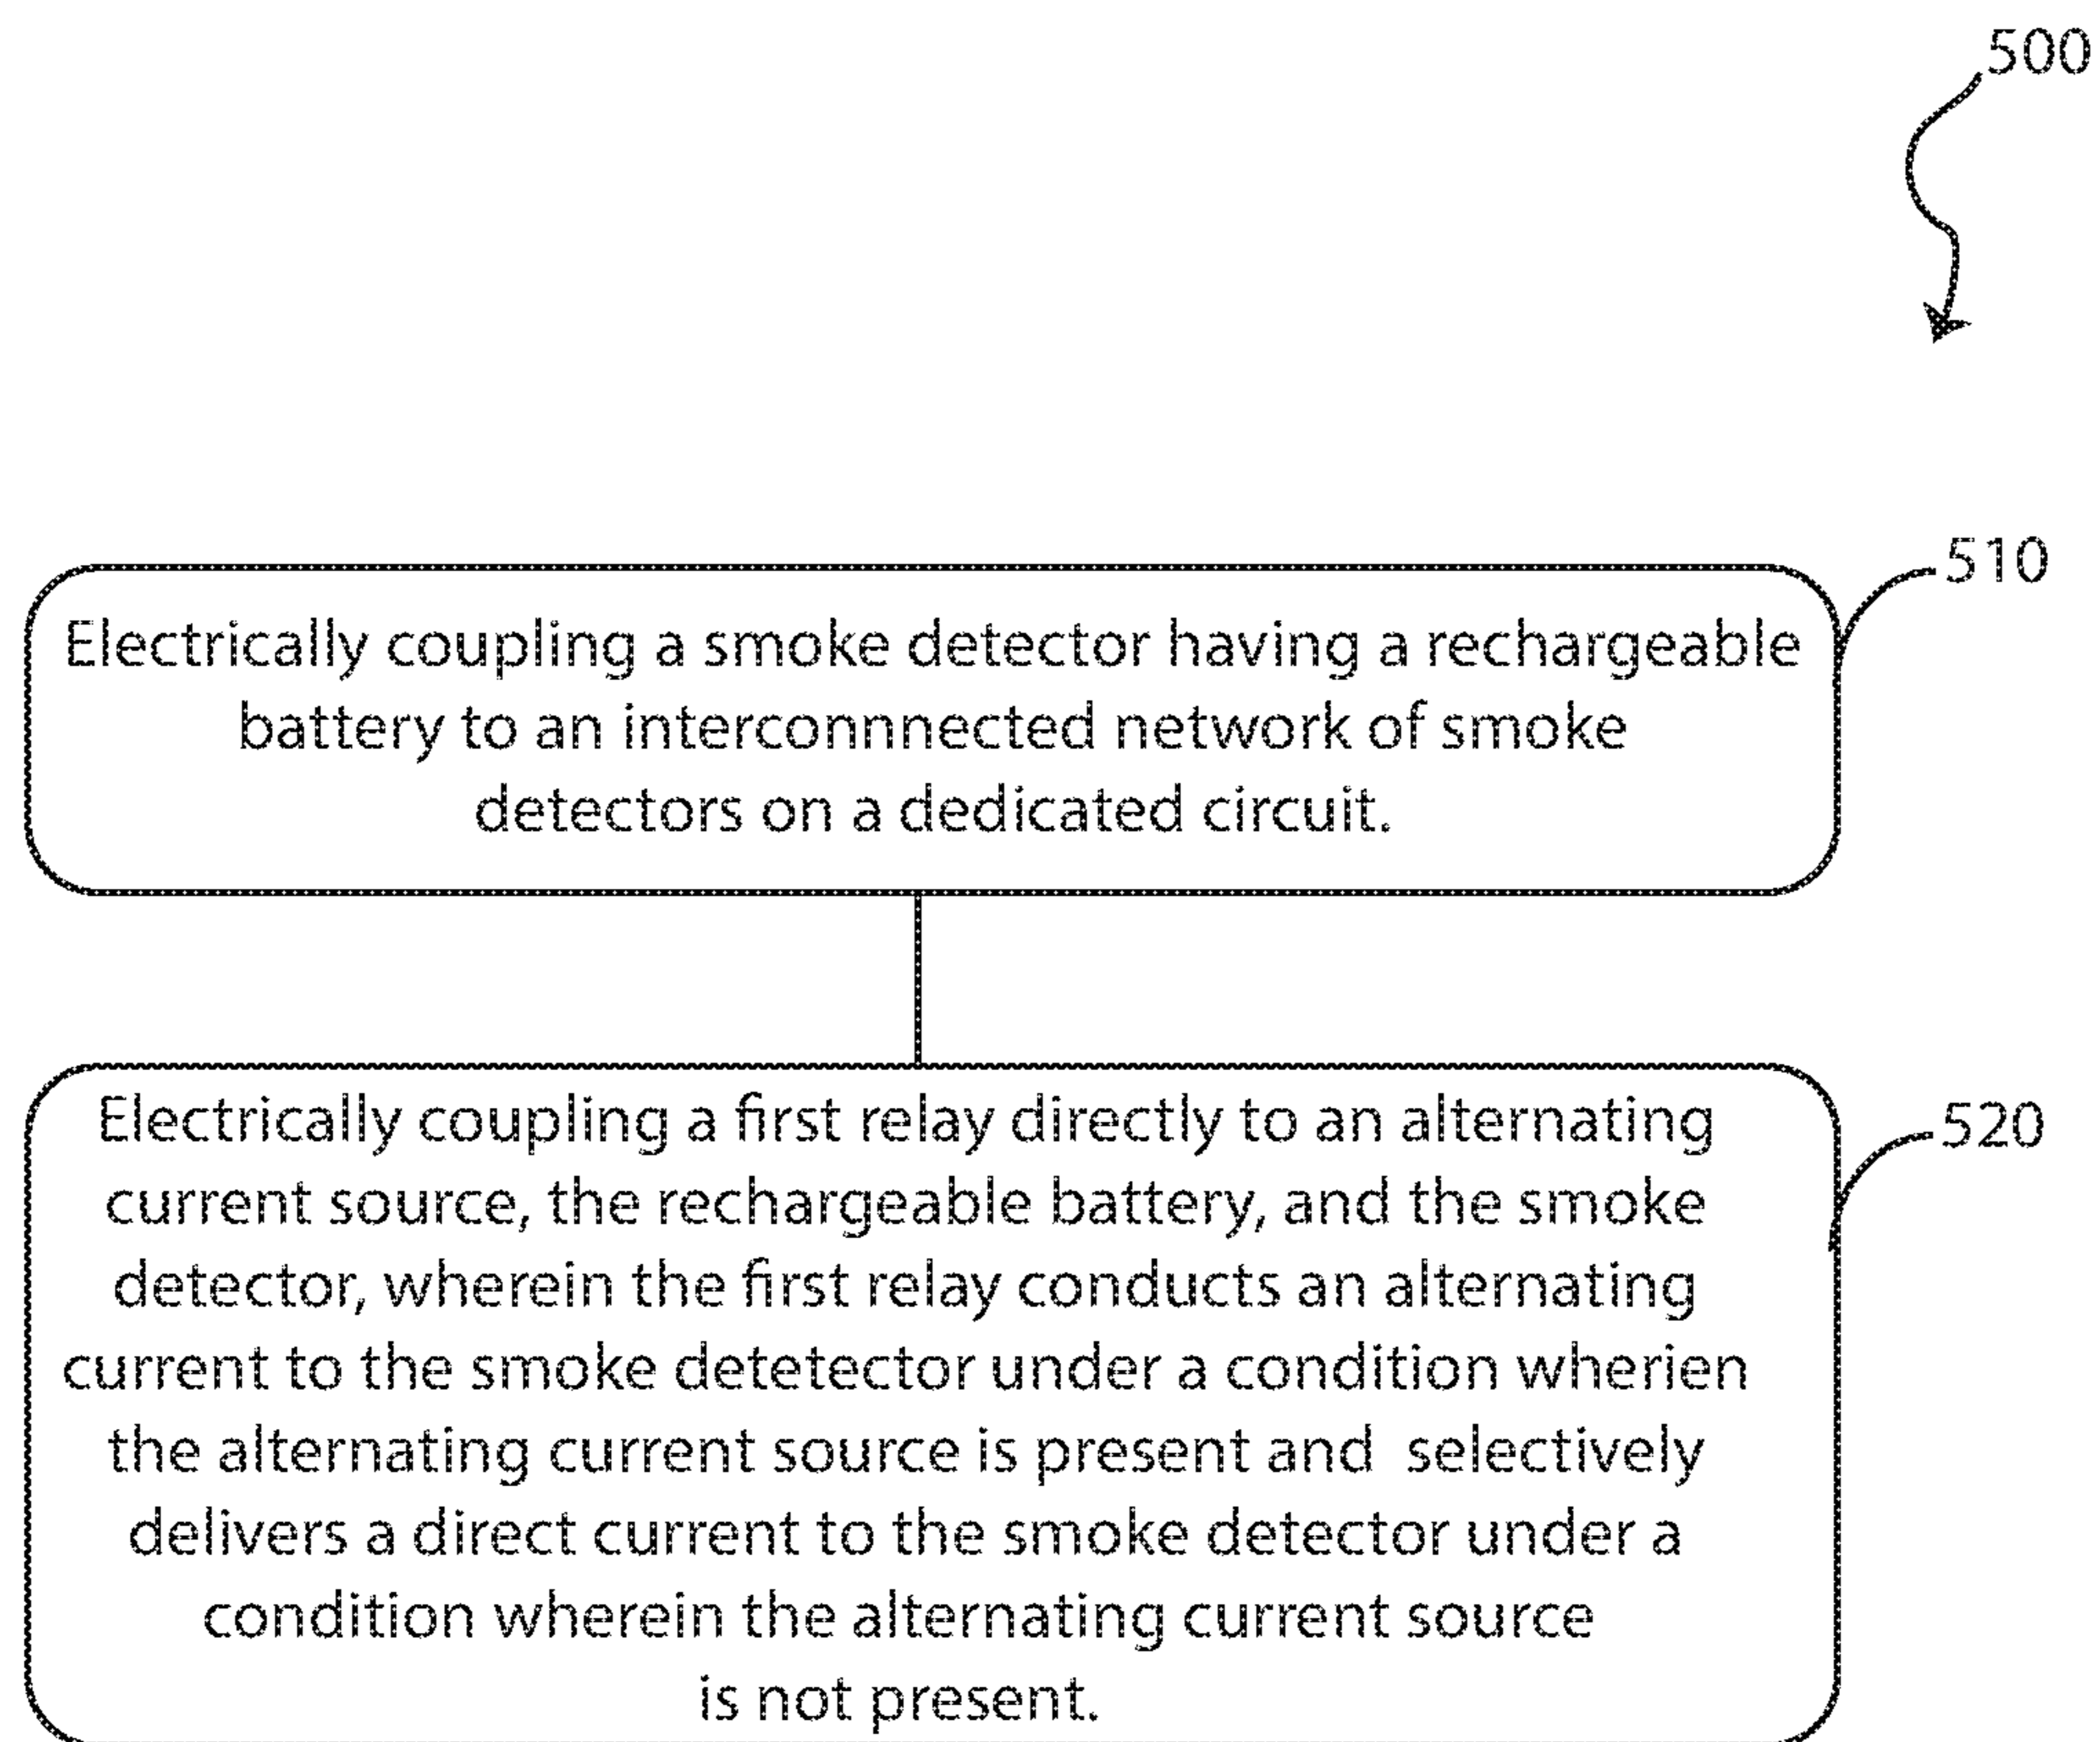 500
510
Electrically coupling a smoke detector having a rechargeable
battery to an interconnnected network of smoke
detectors on a dedicated circuit.
520
Electrically coupling a first relay directly to an alternating
current source, the rechargeable battery, and the smoke
detector, wherein the first relay conducts an alternating
current to the smoke detetector under a condition wherien
the alternating current source is present and selectively
delivers a direct current to the smoke detector under a
condition wherein the alternating current source
is not present.